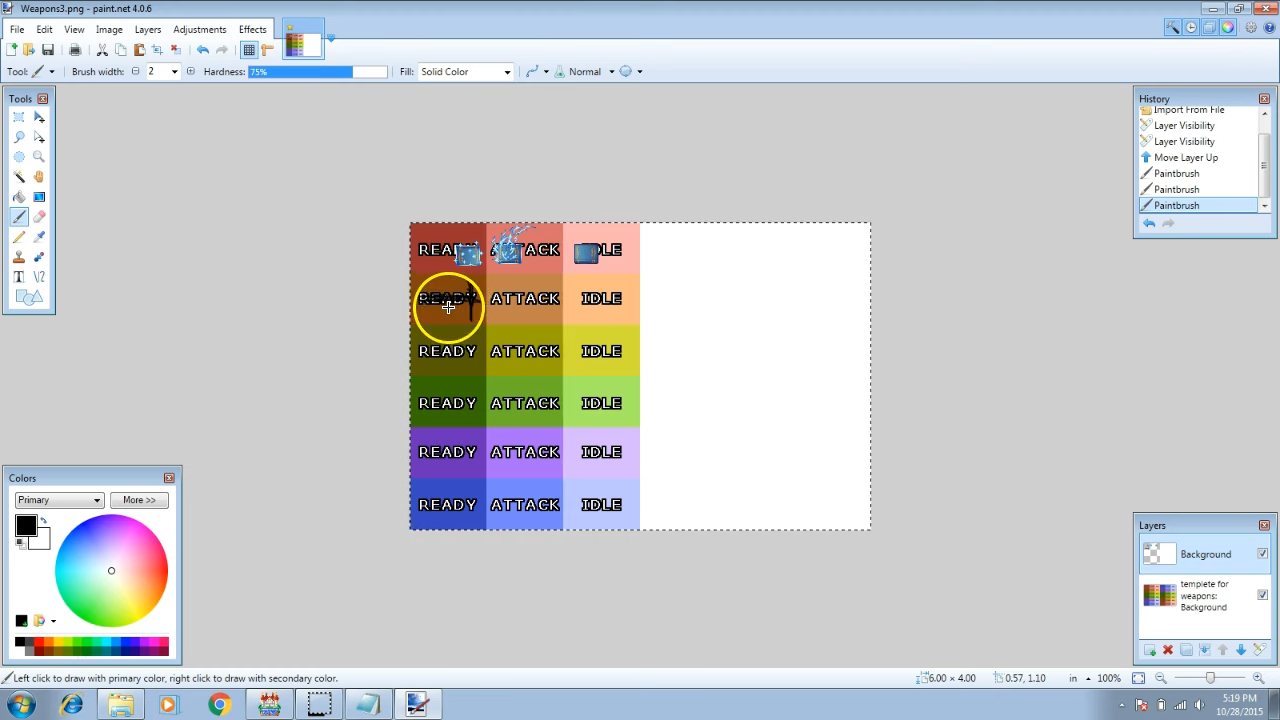 Weapons3.png - paint.net 4.0.6
File Edit View Image Layers Adjustments Effects
Tool: Brush width: 2 Hardness: 75% Fill: Solid Color Normal
Tools
History
Import From File
Layer Visibility
Layer Visibility
Move Layer Up
Paintbrush
Paintbrush
Paintbrush
READY ATTACK IDLE
READY ATTACK IDLE
READY ATTACK IDLE
READY ATTACK IDLE
READY ATTACK IDLE
READY ATTACK IDLE
Colors
Primary More >>
Layers
Background
templete for
weapons:
Background
Left click to draw with primary color, right click to draw with secondary color. 6.00 × 4.00 0.57, 1.10 in 100%
5:19 PM
10/28/2015